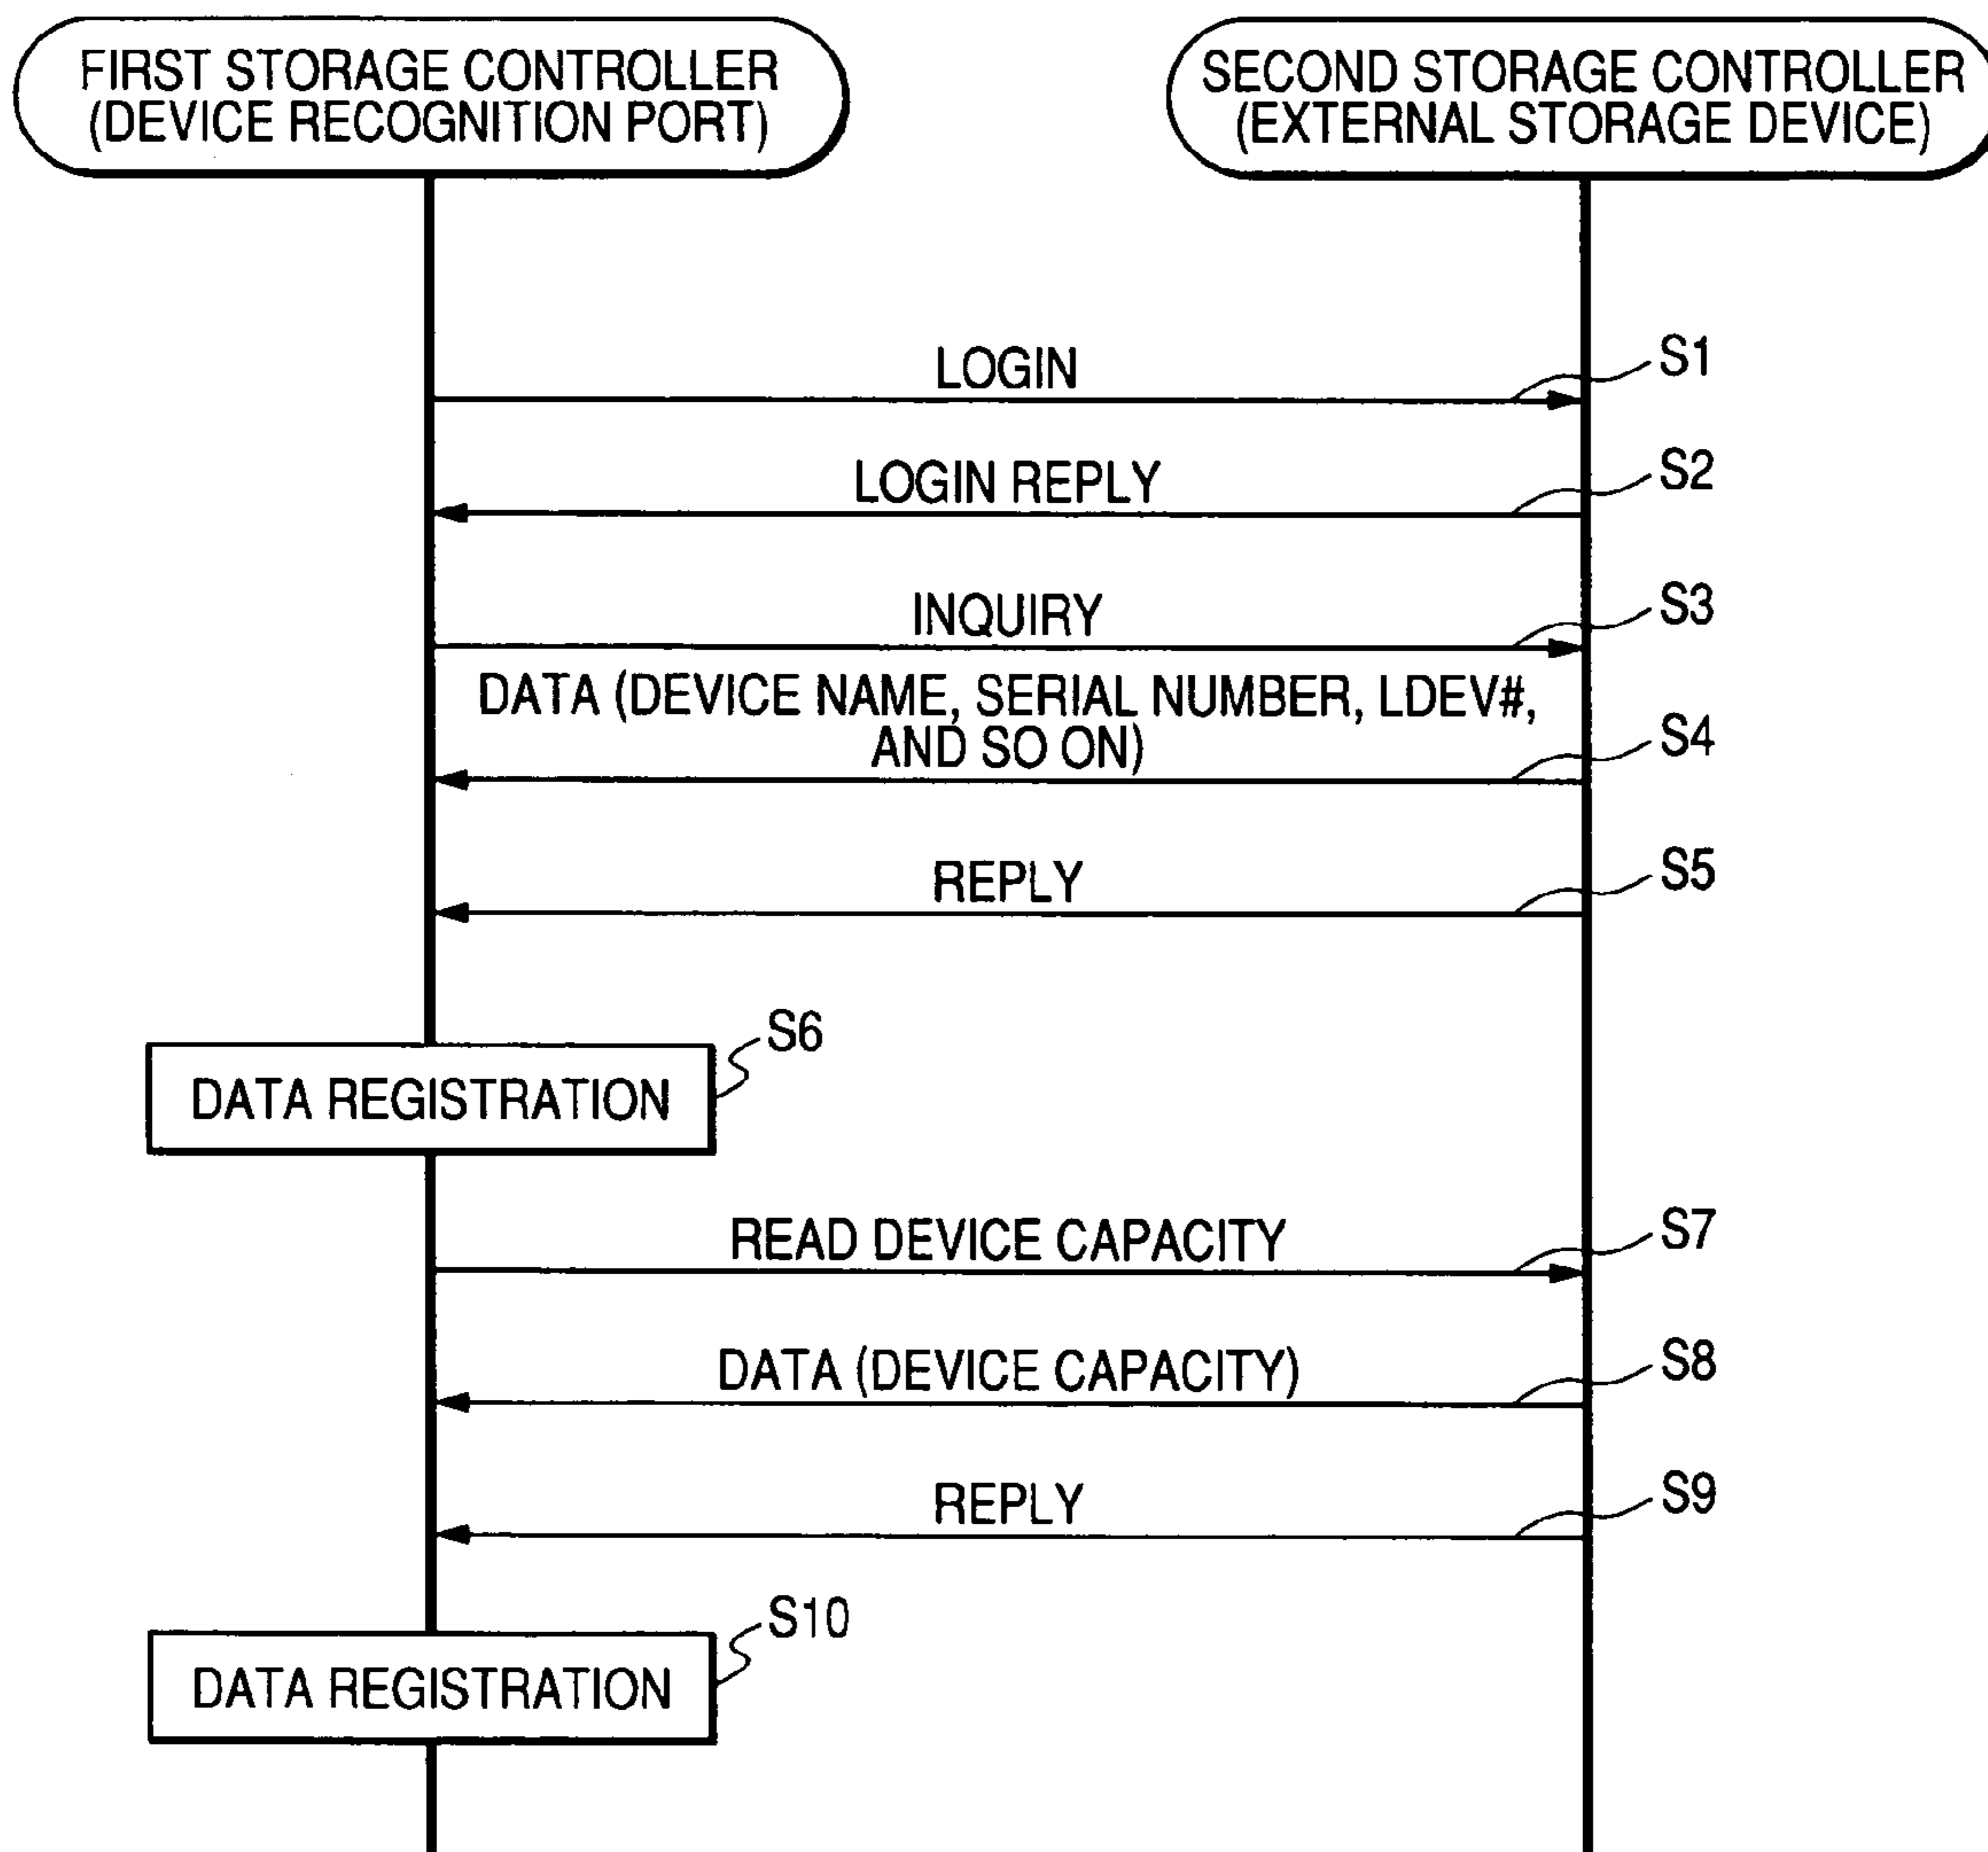 FIRST STORAGE CONTROLLER
(DEVICE RECOGNITION PORT)
SECOND STORAGE CONTROLLER
(EXTERNAL STORAGE DEVICE)
LOGIN
S1
LOGIN REPLY
S2
INQUIRY
S3
DATA (DEVICE NAME, SERIAL NUMBER, LDEV#,
AND SO ON)
S4
REPLY
S5
S6
DATA REGISTRATION
READ DEVICE CAPACITY
S7
DATA (DEVICE CAPACITY)
S8
REPLY
S9
S10
DATA REGISTRATION